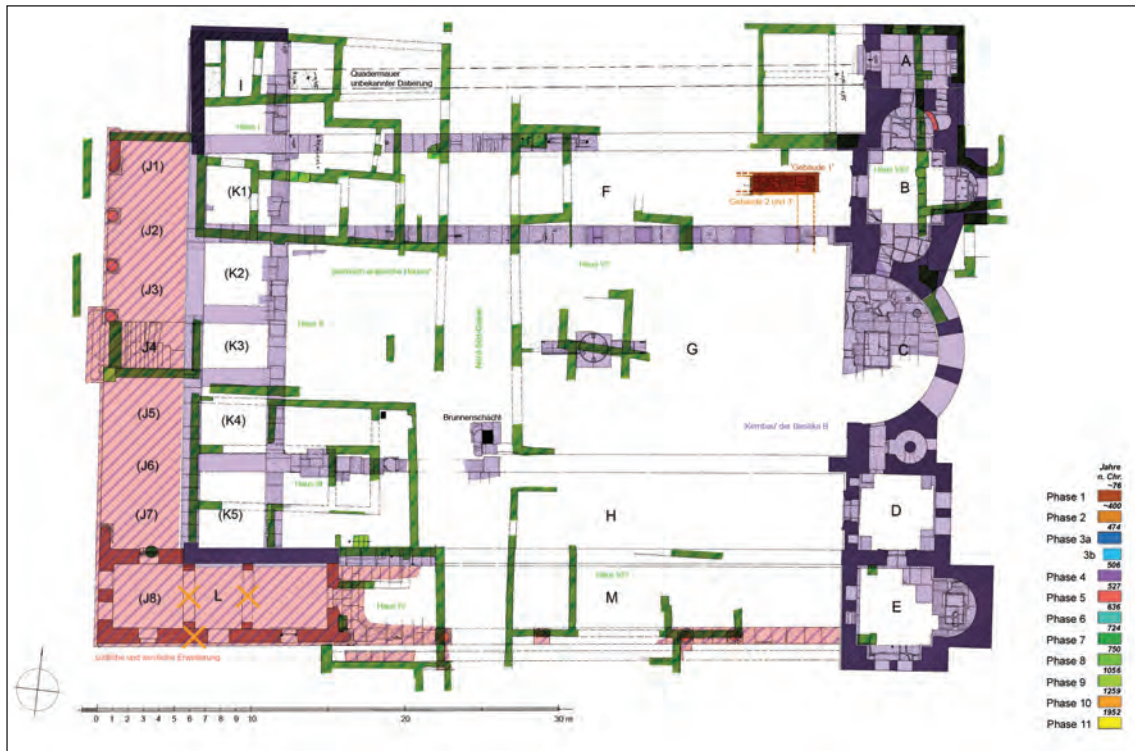 A
I
Quadermauer
unbekannter Datierung
Haus I
(J1)
'Gebäude 1'
(K1)
F
B
Gebäude 2 und 3
(J2)
(K2)
(J3)
Haus II
Nord-Süd-Gasse
J4
(K3)
G
C
(J5)
(K4)
Brunnenschacht
'Kernbau' der Basilika B
(J6)
Haus III
(J7)
(K5)
H
D
(J8)
L
Haus IV
M
E
südliche und westliche Erweiterung
0 1 2 3 4 5 6 7 8 9 10 20 30 m
Jahre
n. Chr.
~76
Phase 1
~400
Phase 2
474
Phase 3a
3b
506
Phase 4
527
Phase 5
636
Phase 6
724
Phase 7
750
Phase 8
1056
Phase 9
1259
Phase 10
1952
Phase 11